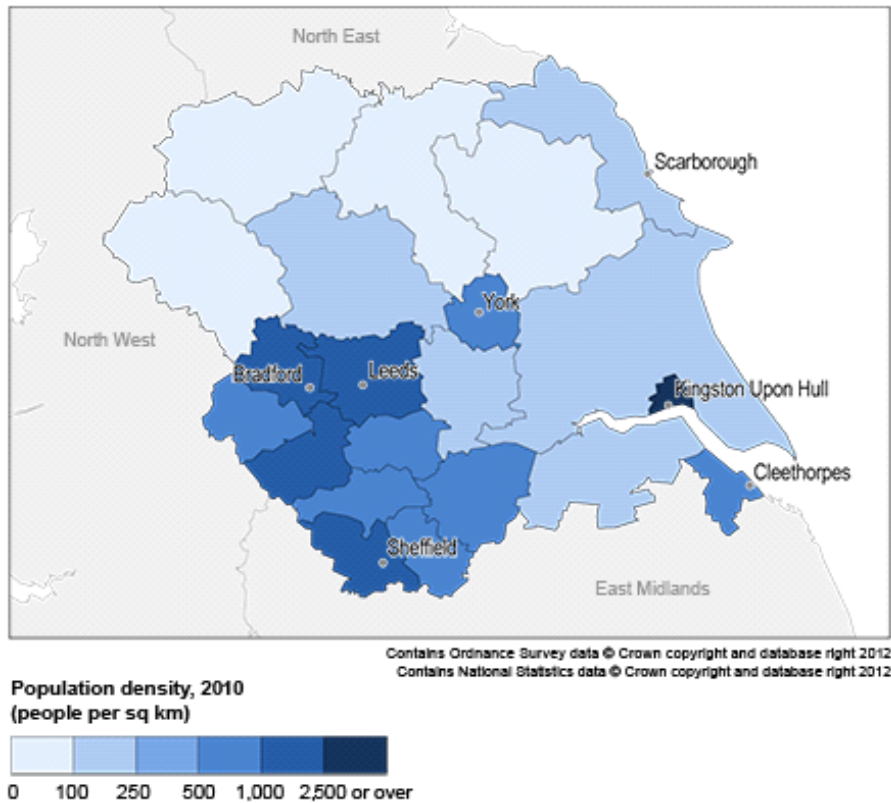 North East
Scarborough
York
North West
Bradford
Leeds
Kingston Upon Hull
Cleethorpes
Sheffield
East Midlands
Contains Ordnance Survey data © Crown copyright and database right 2012
Contains National Statistics data © Crown copyright and database right 2012
Population density, 2010
(people per sq km)
0 100 250 500 1,000 2,500 or over